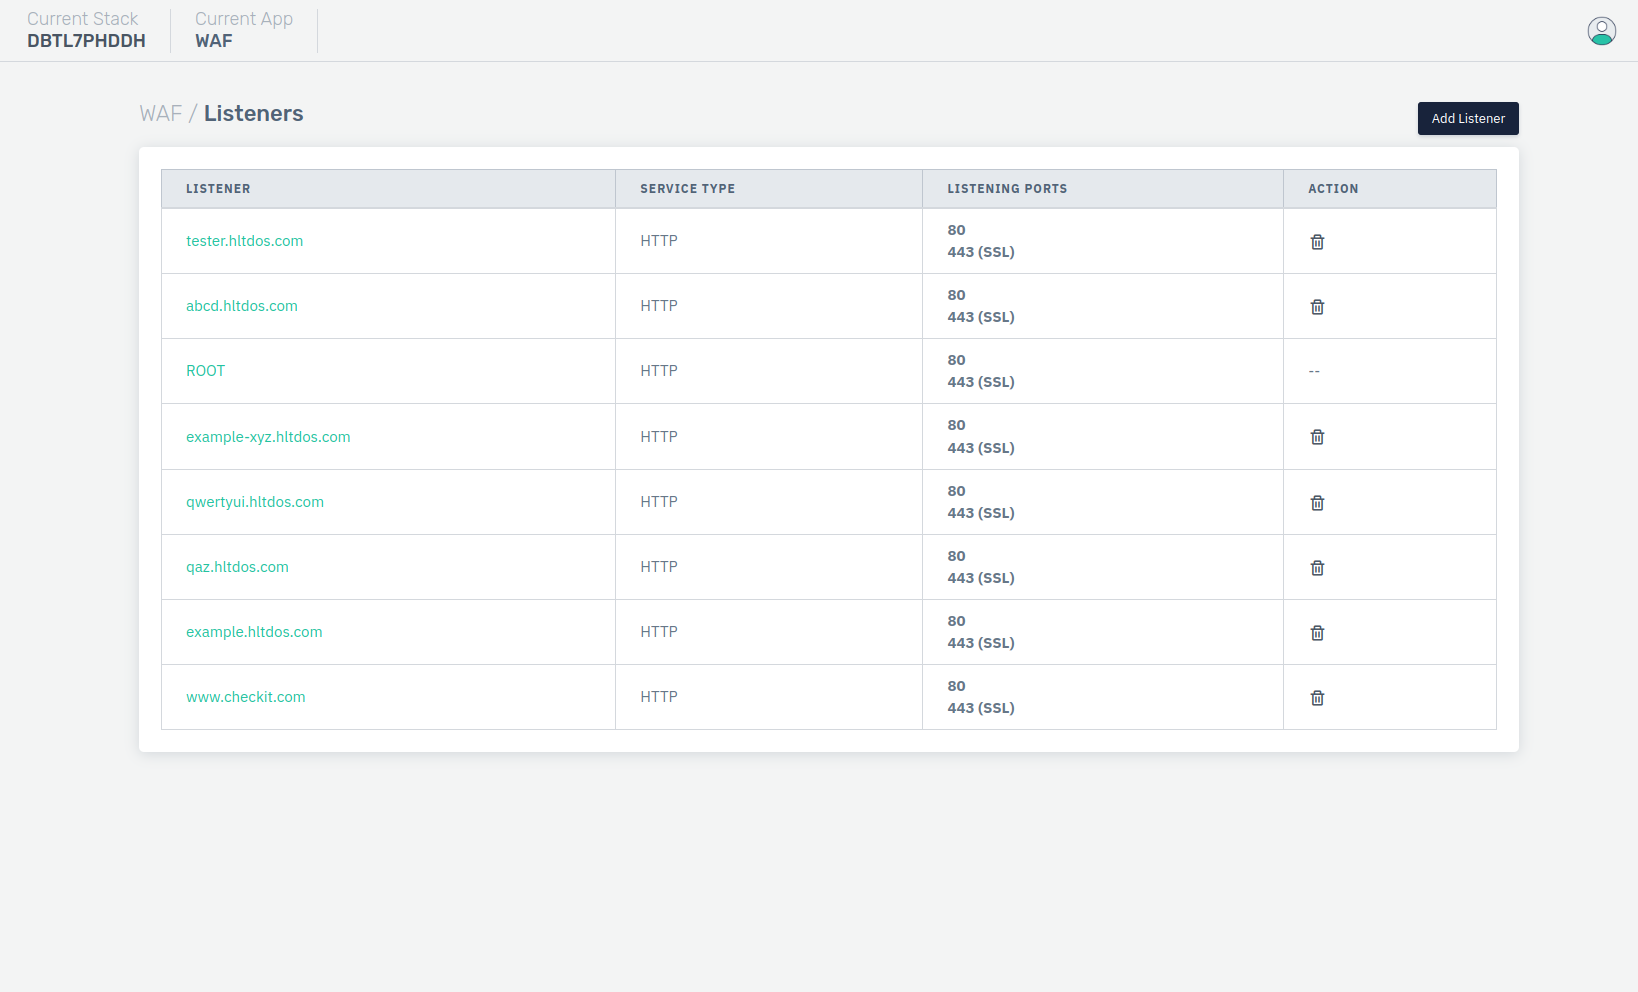 Current Stack
DBTL7PHDDH
Current App
WAF
WAF / Listeners
Add Listener
LISTENER SERVICE TYPE LISTENING PORTS ACTION
tester.hltdos.com HTTP 80
443 (SSL)
abcd.hltdos.com HTTP 80
443 (SSL)
ROOT HTTP 80
443 (SSL)
--
example-xyz.hltdos.com HTTP 80
443 (SSL)
qwertyui.hltdos.com HTTP 80
443 (SSL)
qaz.hltdos.com HTTP 80
443 (SSL)
example.hltdos.com HTTP 80
443 (SSL)
www.checkit.com HTTP 80
443 (SSL)